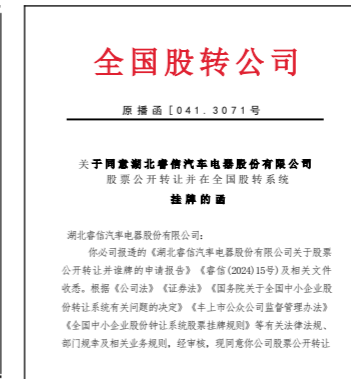 全国股转公司
原播函[041.3071号
关于同意湖北睿信汽车电器股份有限公司
股票公开转让并在全国股转系统
挂牌的函
湖北睿信汽车电器股份有限公司：
你必司报遗的《湖北睿信汽车电器股份有限公司关于股票
公开转让并谁牌的申请报告》《睿信(2024)15号)及相关文件
收悉。根据《公司法》《证券法》《国务院关于全国中小企业股
份转让系统有关问题的决定》《丰上市公众公司监督管理办法》
《全国中小企业股份钟让系统股票挂牌规则》等有关法律法规、
部门规章及相关业务规则，经审核，现同意你公司股票公开转让